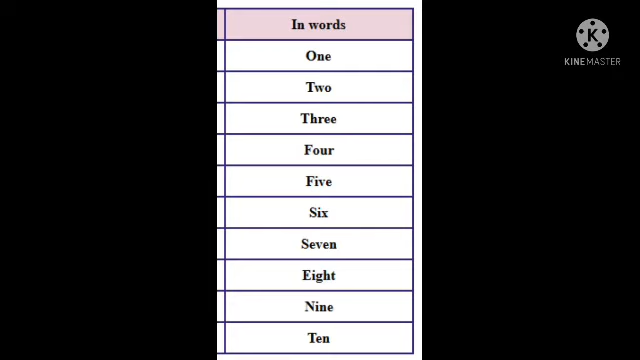 In words
One
Two
Three
Four
Five
Six
Seven
Eight
Nine
Ten
K
KINEMASTER